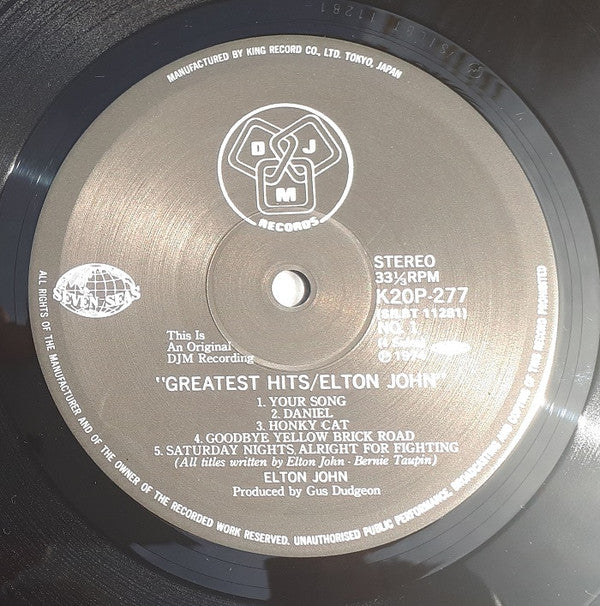 MANUFACTURED BY KING RECORD CO., LTD. TOKYO, JAPAN
D J
M
RECORDS
STEREO
33⅓RPM
K20P-277
(SJLBT 11281)
NO. 1
℗ 1974
SEVEN-SEAS
This Is
An Original
DJM Recording
"GREATEST HITS/ELTON JOHN"
1. YOUR SONG
2. DANIEL
3. HONKY CAT
4. GOODBYE YELLOW BRICK ROAD
5. SATURDAY NIGHTS ALRIGHT FOR FIGHTING
(All titles written by Elton John - Bernie Taupin)
ELTON JOHN
Produced by Gus Dudgeon
ALL RIGHTS OF THE MANUFACTURER AND OF THE OWNER OF THE RECORDED WORK RESERVED. UNAUTHORISED PUBLIC PERFORMANCE, BROADCASTING AND COPYING OF THIS RECORD PROHIBITED